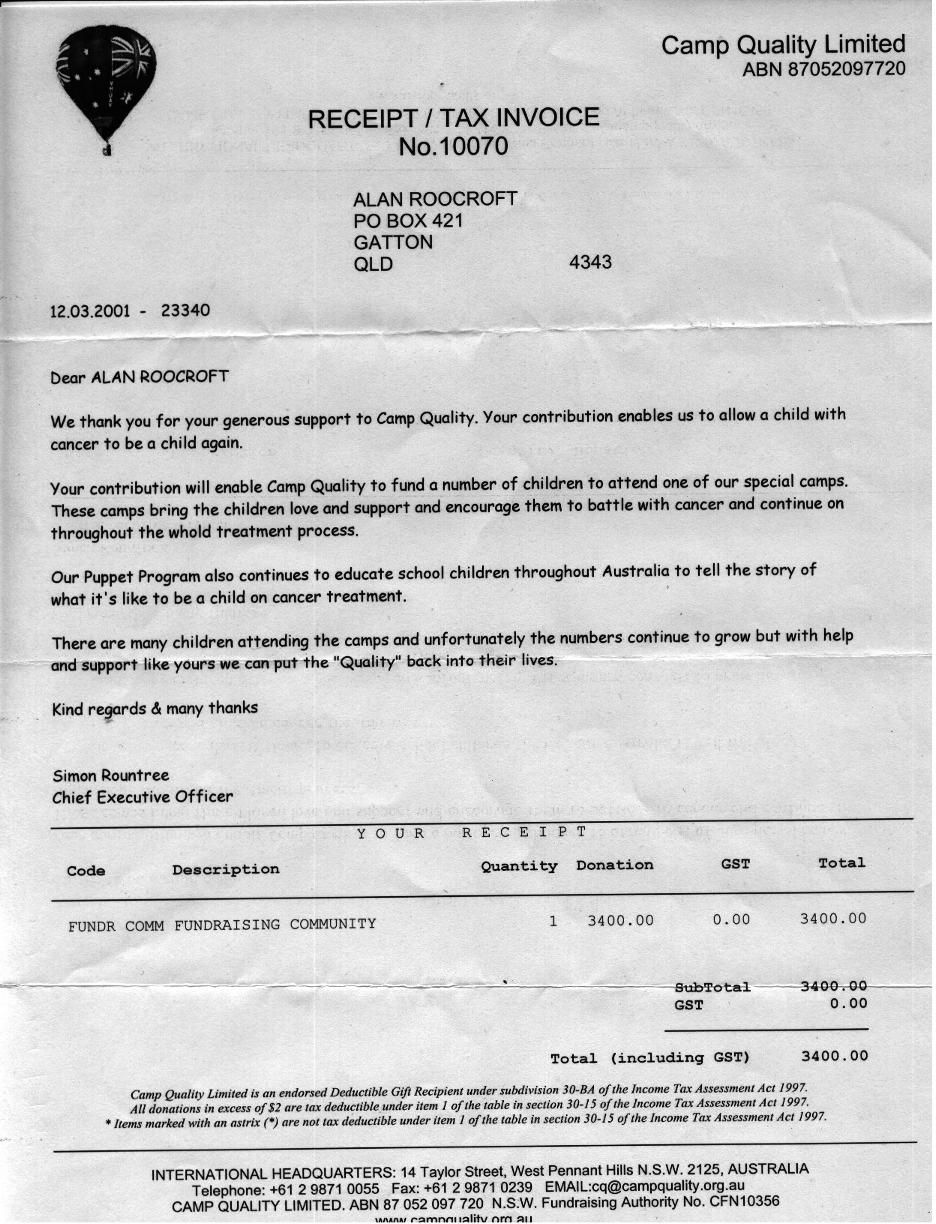 Camp Quality Limited
ABN 87052097720
RECEIPT / TAX INVOICE
No.10070
ALAN ROOCROFT
PO BOX 421
GATTON
QLD 4343
12.03.2001 - 23340
Dear ALAN ROOCROFT
We thank you for your generous support to Camp Quality. Your contribution enables us to allow a child with
cancer to be a child again.
Your contribution will enable Camp Quality to fund a number of children to attend one of our special camps.
These camps bring the children love and support and encourage them to battle with cancer and continue on
throughout the whold treatment process.
Our Puppet Program also continues to educate school children throughout Australia to tell the story of
what it's like to be a child on cancer treatment.
There are many children attending the camps and unfortunately the numbers continue to grow but with help
and support like yours we can put the "Quality" back into their lives.
Kind regards & many thanks
Simon Rountree
Chief Executive Officer
YOUR RECEIPT
Code Description Quantity Donation GST Total
FUNDR COMM FUNDRAISING COMMUNITY 1 3400.00 0.00 3400.00
SubTotal 3400.00
GST 0.00
Total (including GST) 3400.00
Camp Quality Limited is an endorsed Deductible Gift Recipient under subdivision 30-BA of the Income Tax Assessment Act 1997.
All donations in excess of $2 are tax deductible under item 1 of the table in section 30-15 of the Income Tax Assessment Act 1997.
* Items marked with an astrix (*) are not tax deductible under item 1 of the table in section 30-15 of the Income Tax Assessment Act 1997.
INTERNATIONAL HEADQUARTERS: 14 Taylor Street, West Pennant Hills N.S.W. 2125, AUSTRALIA
Telephone: +61 2 9871 0055 Fax: +61 2 9871 0239 EMAIL:cq@campquality.org.au
CAMP QUALITY LIMITED. ABN 87 052 097 720 N.S.W. Fundraising Authority No. CFN10356
www.campquality.org.au